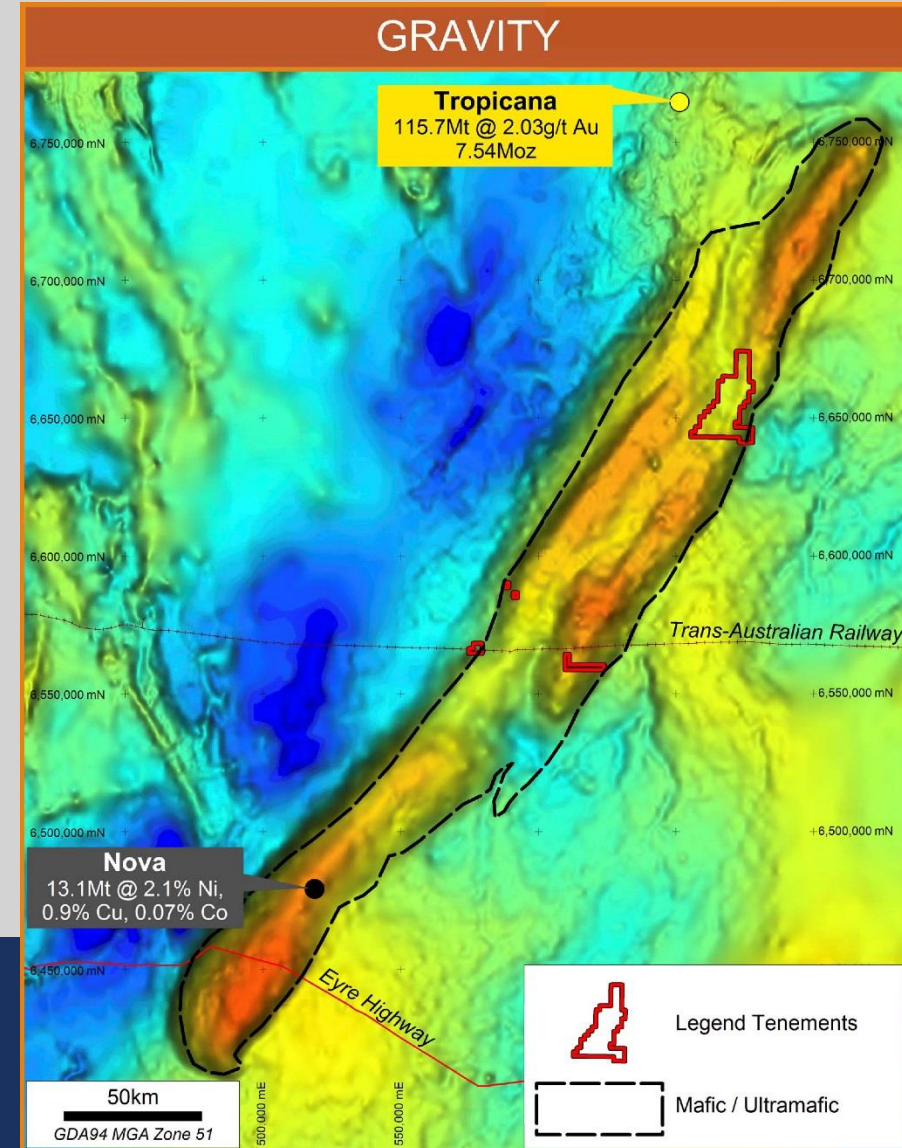 GRAVITY
Tropicana
115.7Mt @ 2.03g/t Au
7.54Moz
6,750,000 mN
6,750,000 mN
6,700,000 mN
6,700,000 mN
6,650,000 mN
6,650,000 mN
6,600,000 mN
6,600,000 mN
Trans-Australian Railway
6,550,000 mN
6,550,000 mN
6,500,000 mN
6,500,000 mN
Nova
13.1Mt @ 2.1% Ni,
0.9% Cu, 0.07% Co
6,450,000 mN
Eyre Highway
Legend Tenements
Mafic / Ultramafic
50km
GDA94 MGA Zone 51
500,000 mE
550,000